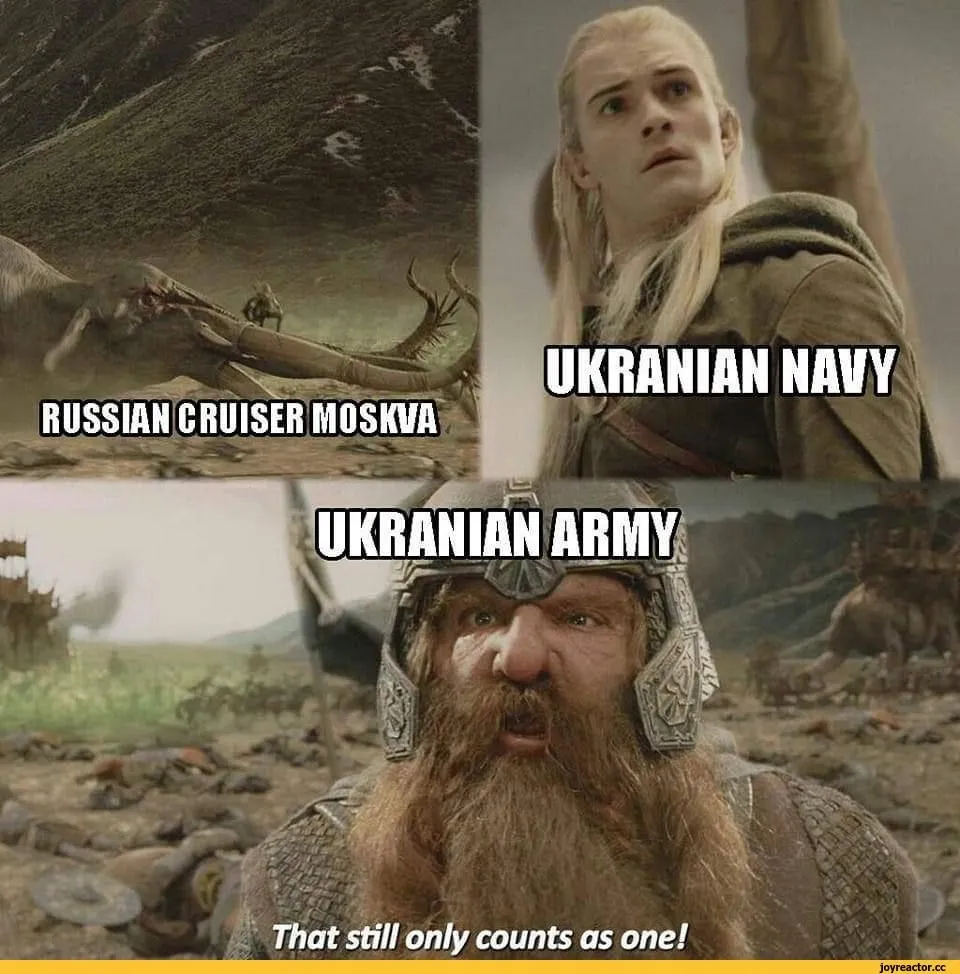 RUSSIAN CRUISER MOSKVA
UKRANIAN NAVY
UKRANIAN ARMY
That still only counts as one!
joyreactor.cc